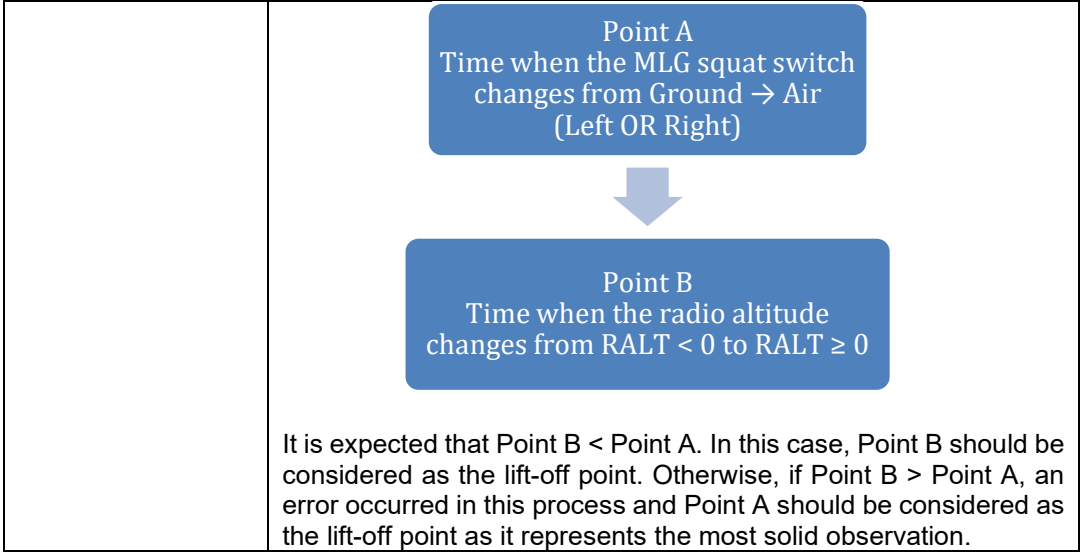 Point A
Time when the MLG squat switch
changes from Ground → Air
(Left OR Right)
Point B
Time when the radio altitude
changes from RALT < 0 to RALT ≥ 0
It is expected that Point B < Point A. In this case, Point B should be
considered as the lift-off point. Otherwise, if Point B > Point A, an
error occurred in this process and Point A should be considered as
the lift-off point as it represents the most solid observation.